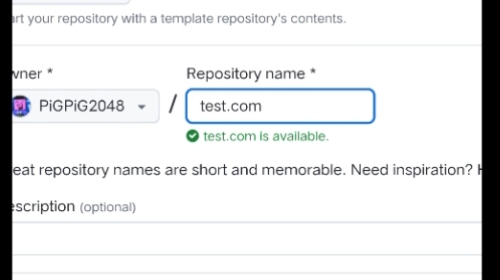 art your repository with a template repository's contents.
wner *
Repository name *
PiGPiG2048 / test.com
test.com is available.
eat repository names are short and memorable. Need inspiration?
escription (optional)